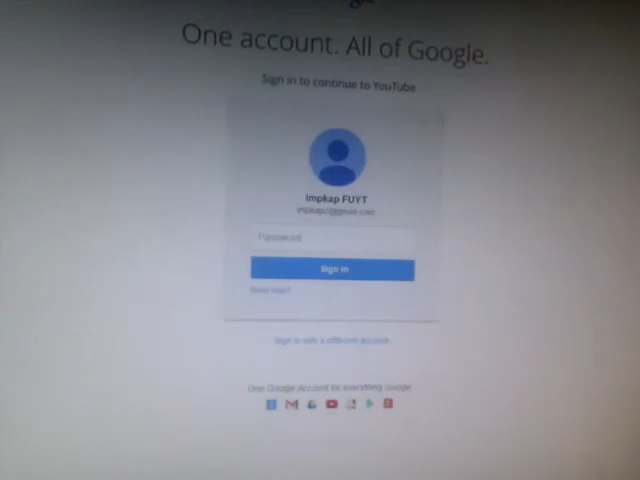 One account. All of Google.
Sign in to continue to YouTube
Impkap FUYT
Password
Sign in
Need help?
Sign in with a different account
One Google Account for everything Google